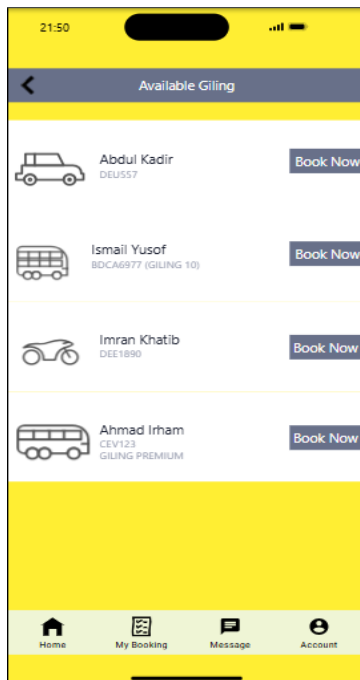 21:50
Available Giling
Abdul Kadir
DEU557
Book Now
Ismail Yusof
BDCA6977 (GILING 10)
Book Now
Imran Khatib
DEE1890
Book Now
Ahmad Irham
CEV123
GILING PREMIUM
Book Now
Home
My Booking
Message
Account